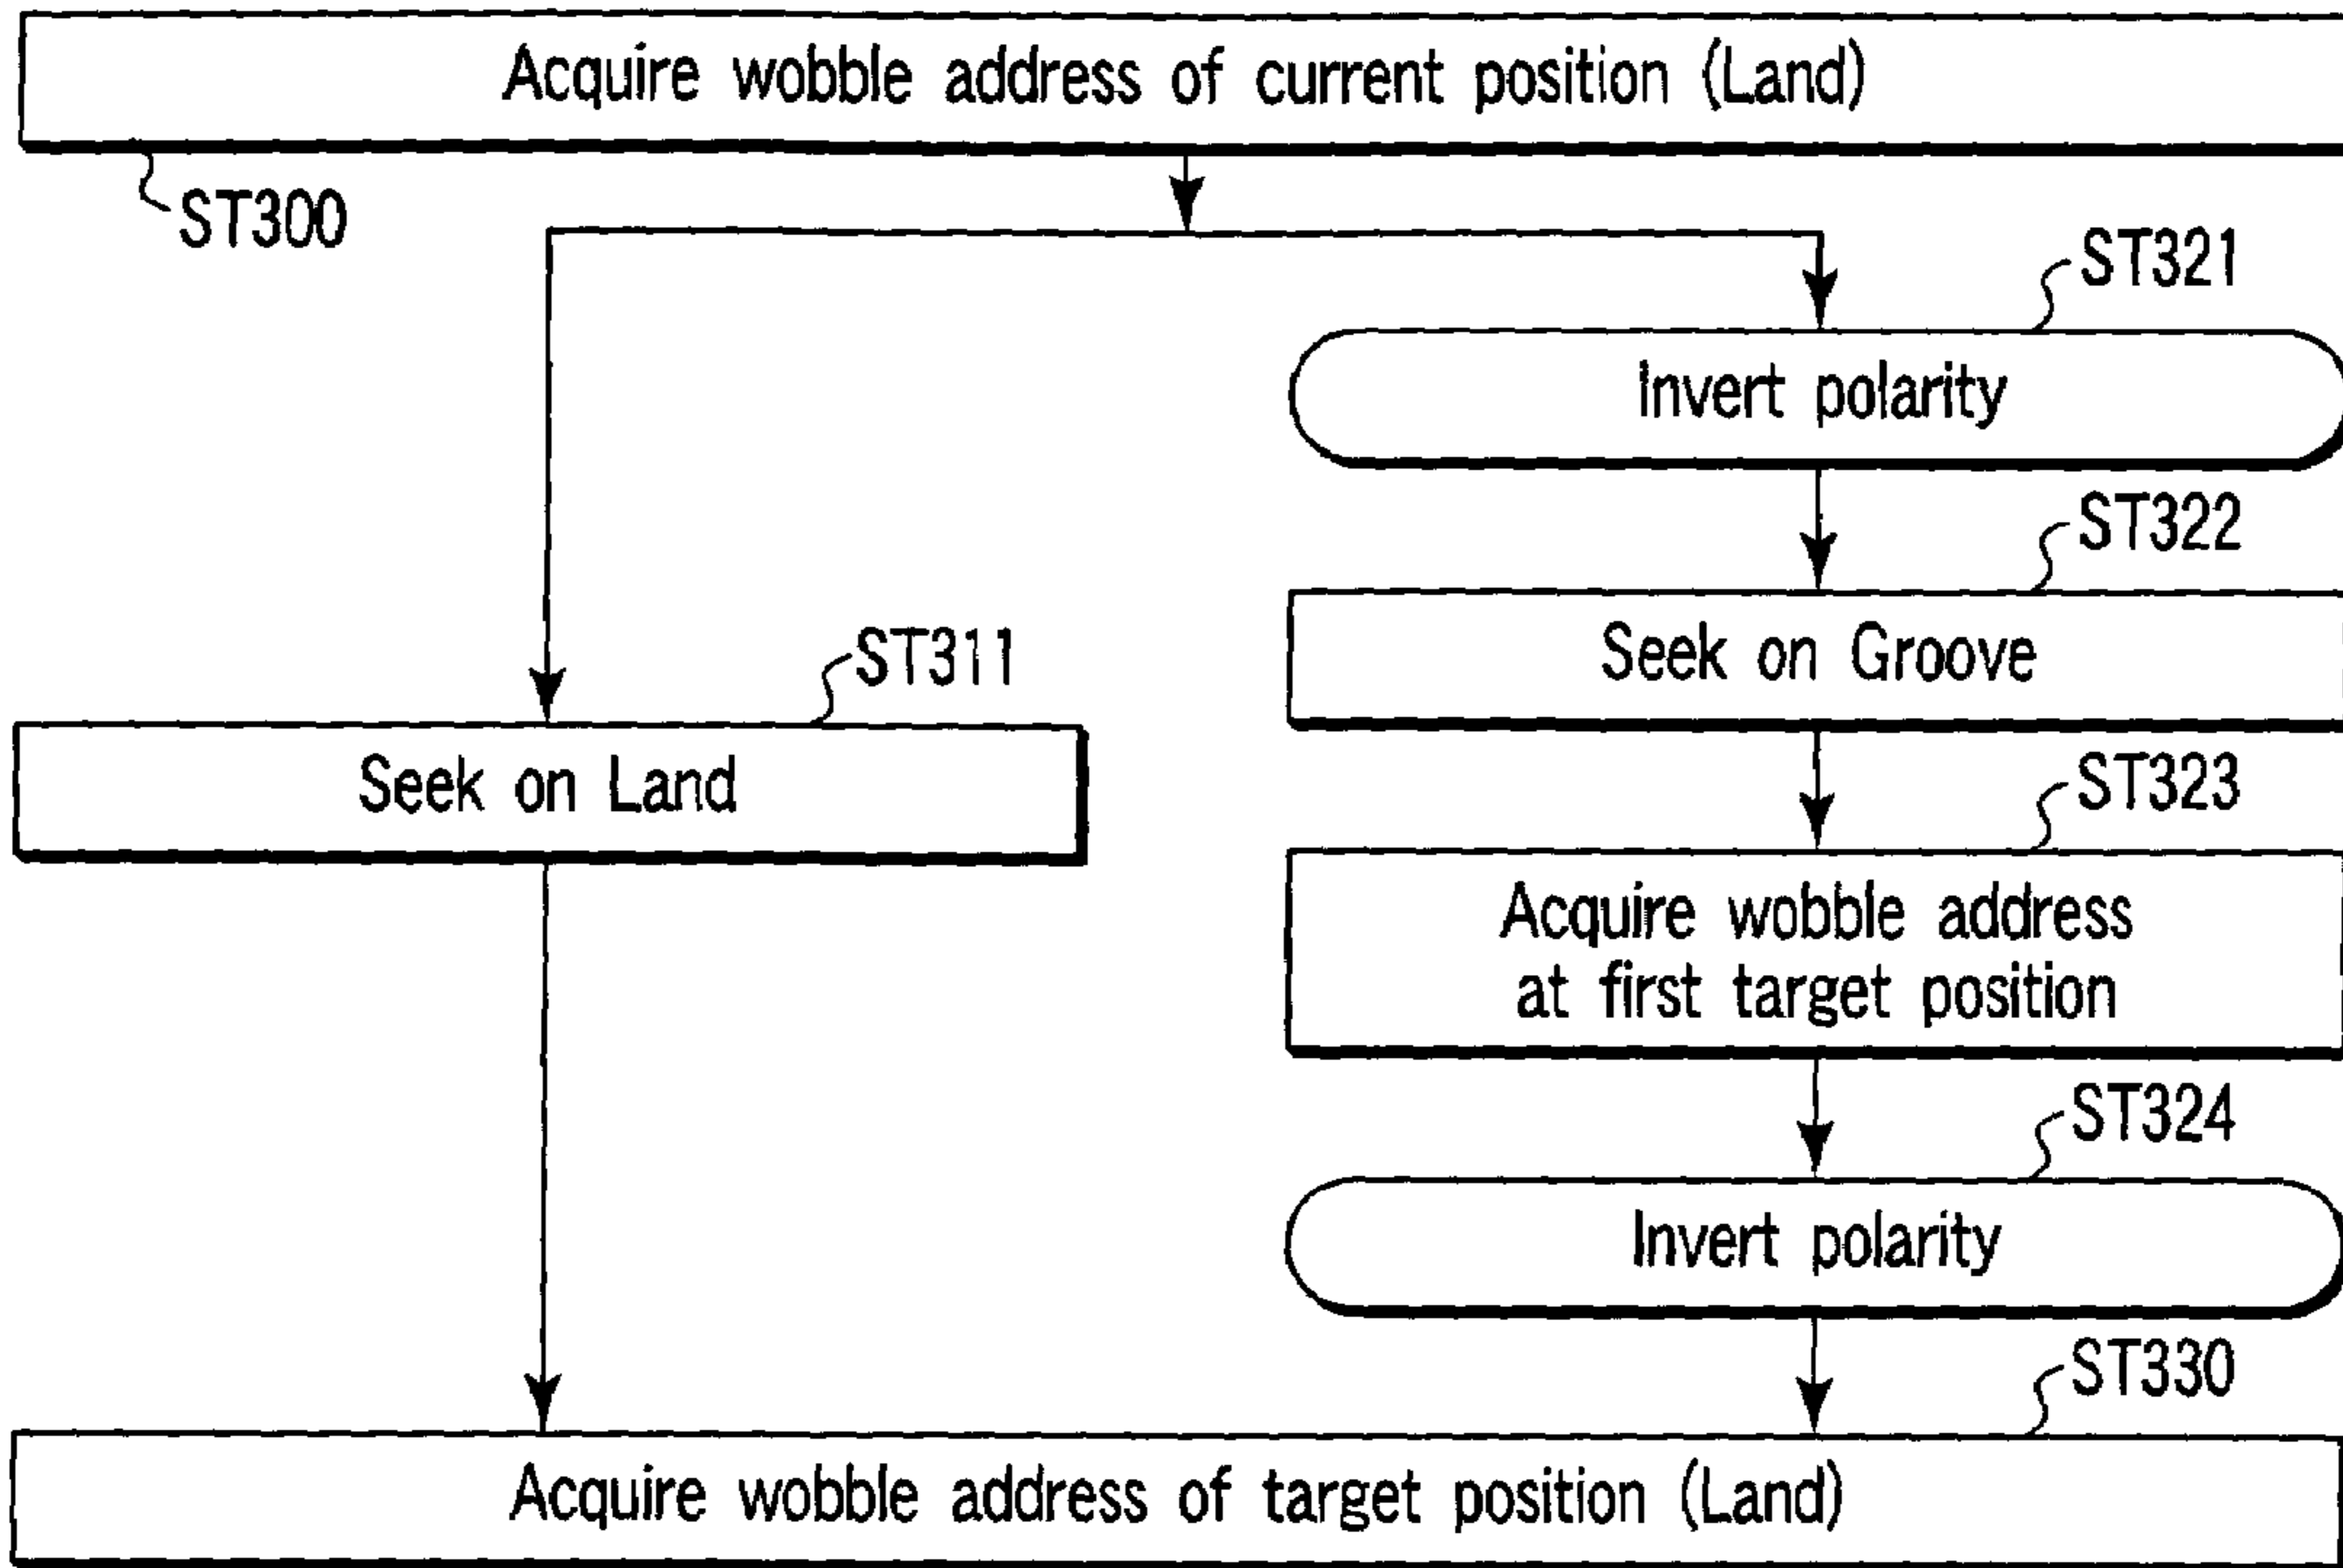 Acquire wobble address of current position (Land)
ST300
ST321
Invert polarity
ST322
Seek on Groove
ST311
Seek on Land
ST323
Acquire wobble address
at first target position
ST324
Invert polarity
ST330
Acquire wobble address of target position (Land)